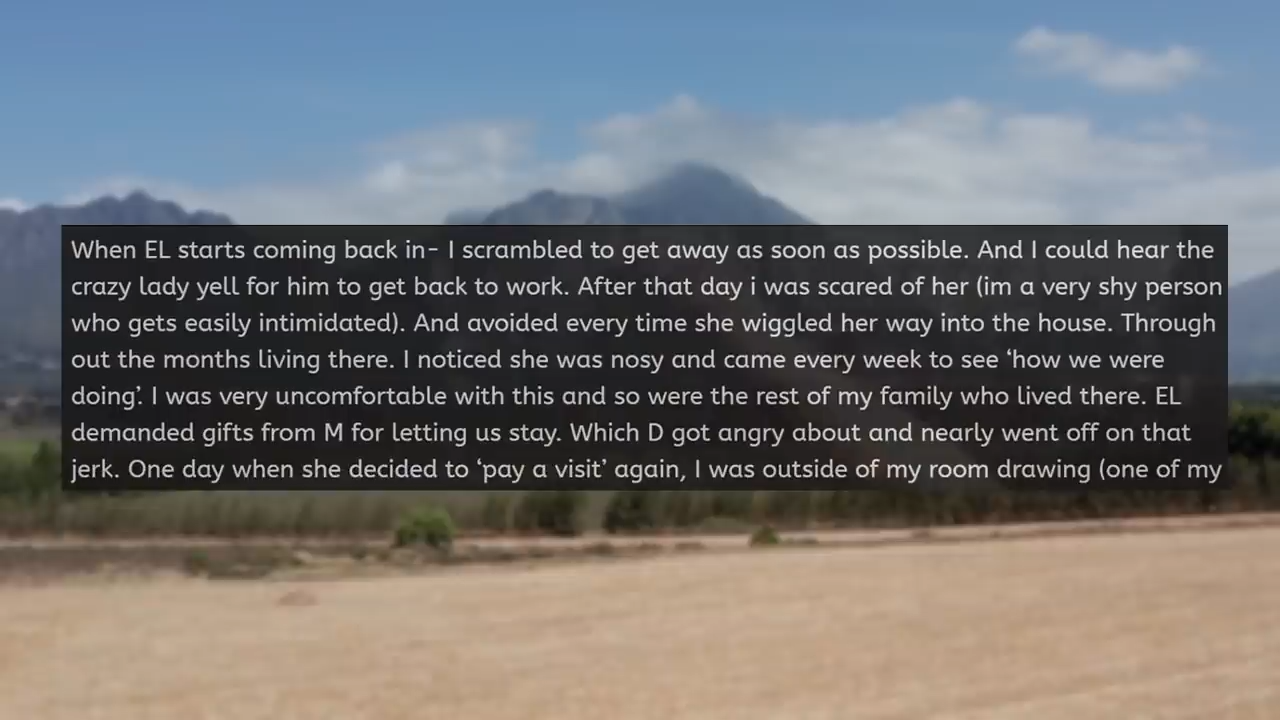 When EL starts coming back in- I scrambled to get away as soon as possible. And I could hear the
crazy lady yell for him to get back to work. After that day i was scared of her (im a very shy person
who gets easily intimidated). And avoided every time she wiggled her way into the house. Through
out the months living there. I noticed she was nosy and came every week to see ‘how we were
doing’. I was very uncomfortable with this and so were the rest of my family who lived there. EL
demanded gifts from M for letting us stay. Which D got angry about and nearly went off on that
jerk. One day when she decided to ‘pay a visit’ again, I was outside of my room drawing (one of my